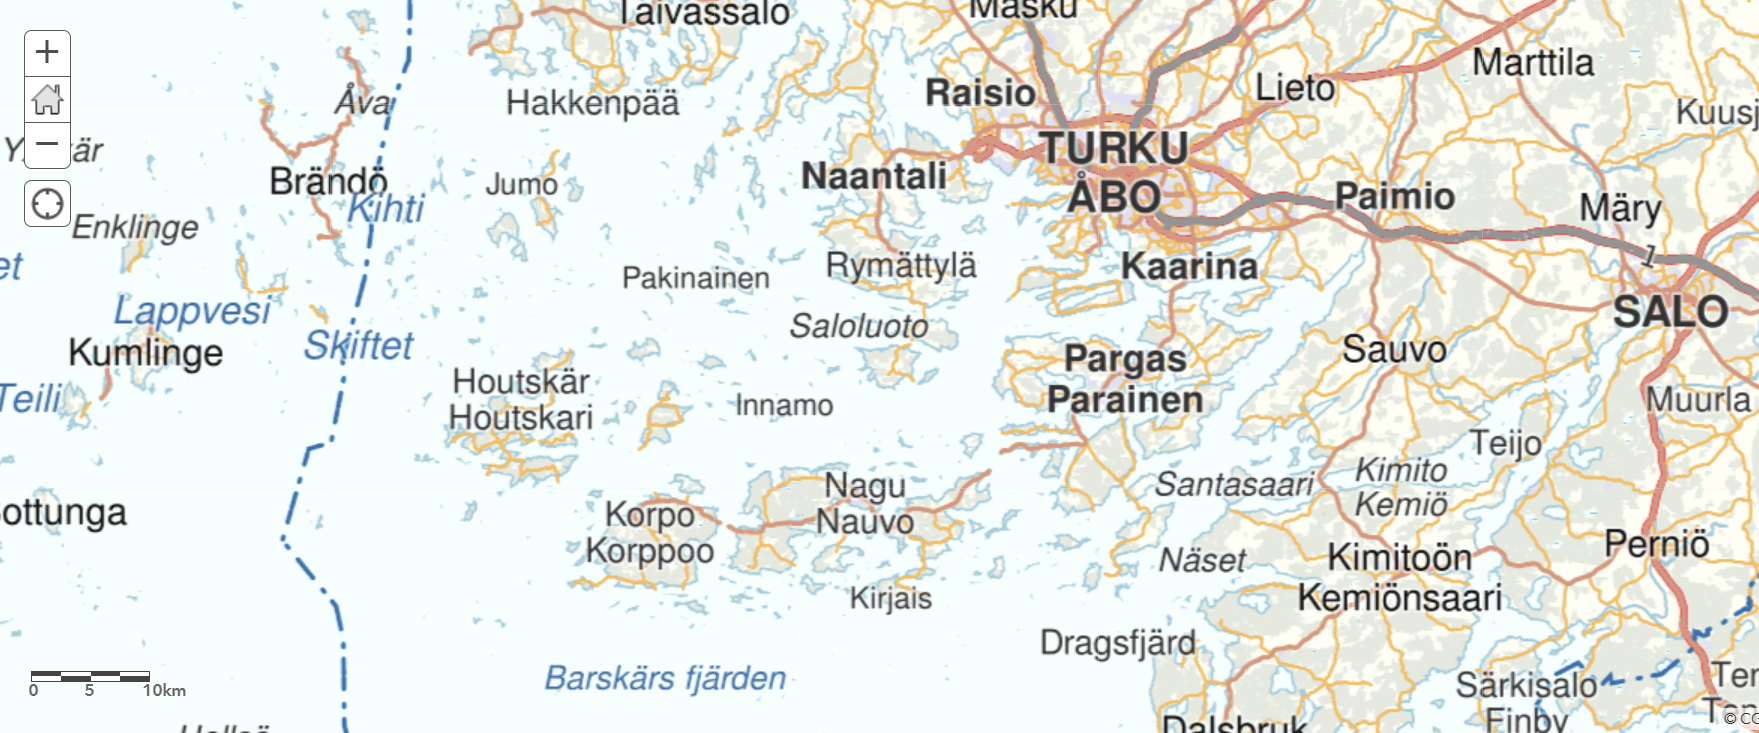 Taivassalo
Masku
Marttila
Raisio
Lieto
Åva
Hakkenpää
TURKU
ÅBO
Brändö
Jumo
Naantali
Paimio
Märy
Kihti
Enklinge
Rymättylä
Kaarina
1
Pakinainen
Lappvesi
Saloluoto
SALO
Skiftet
Kumlinge
Pargas
Parainen
Sauvo
Houtskär
Houtskari
Teili
Innamo
Muurla
Teijo
Nagu
Nauvo
Santasaari
Kimito
Kemiö
Korpo
Korppoo
Näset
Kimitoön
Kemiönsaari
Perniö
Kirjais
Dragsfjärd
Barskärs fjärden
Särkisalo
Finby
Dalsbruk
0 5 10km